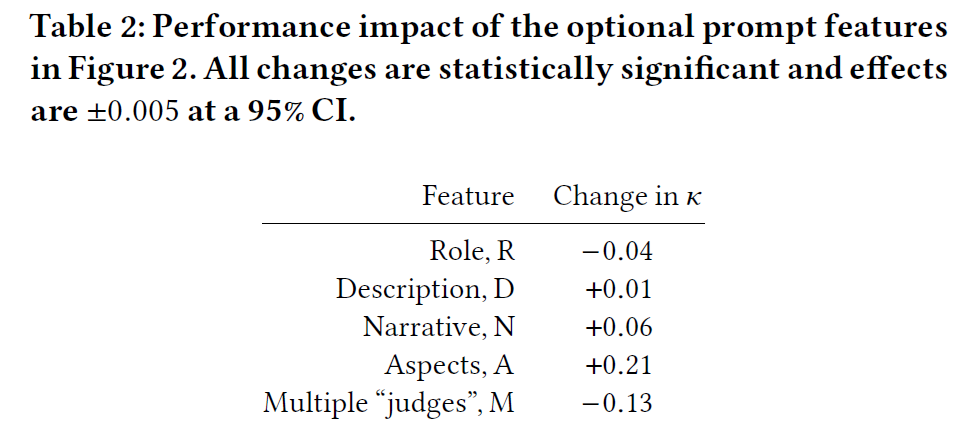 Table 2: Performance impact of the optional prompt features
in Figure 2. All changes are statistically significant and effects
are ±0.005 at a 95% CI.
Feature Change in κ
Role, R −0.04
Description, D +0.01
Narrative, N +0.06
Aspects, A +0.21
Multiple “judges”, M −0.13